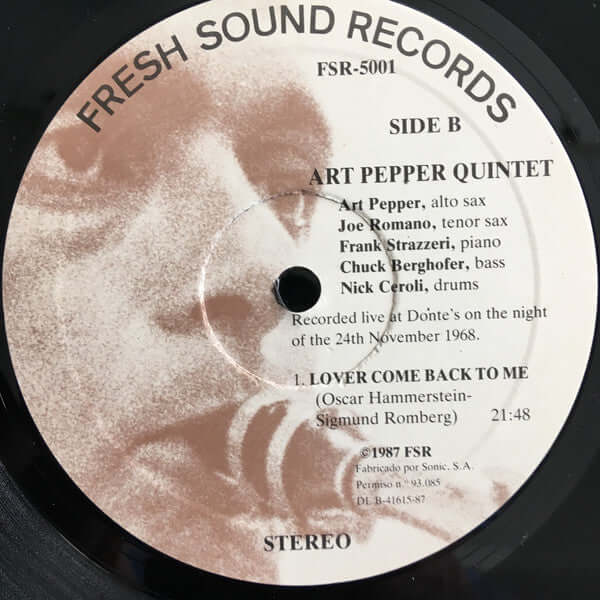 FRESH SOUND RECORDS
FSR-5001
SIDE B
ART PEPPER QUINTET
Art Pepper, alto sax
Joe Romano, tenor sax
Frank Strazzeri, piano
Chuck Berghofer, bass
Nick Ceroli, drums
Recorded live at Donte's on the night
of the 24th November 1968.
1. LOVER COME BACK TO ME
(Oscar Hammerstein-
Sigmund Romberg) 21:48
©1987 FSR
Fabricado por Sonic, S.A.
Permiso n.º 93.085
DL B-41615-87
STEREO